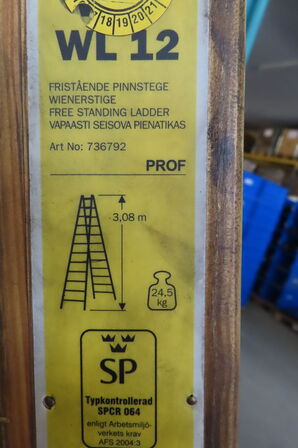 18 19 20 21
WL 12
FRISTÅENDE PINNSTEGE
WIENERSTIGE
FREE STANDING LADDER
VAPAASTI SEISOVA PIENATIKAS
Art No: 736792
PROF
3,08 m
24,5
kg
SP
Typkontrollerad
SPCR 064
enligt Arbetsmiljö-
verkets krav
AFS 2004:3